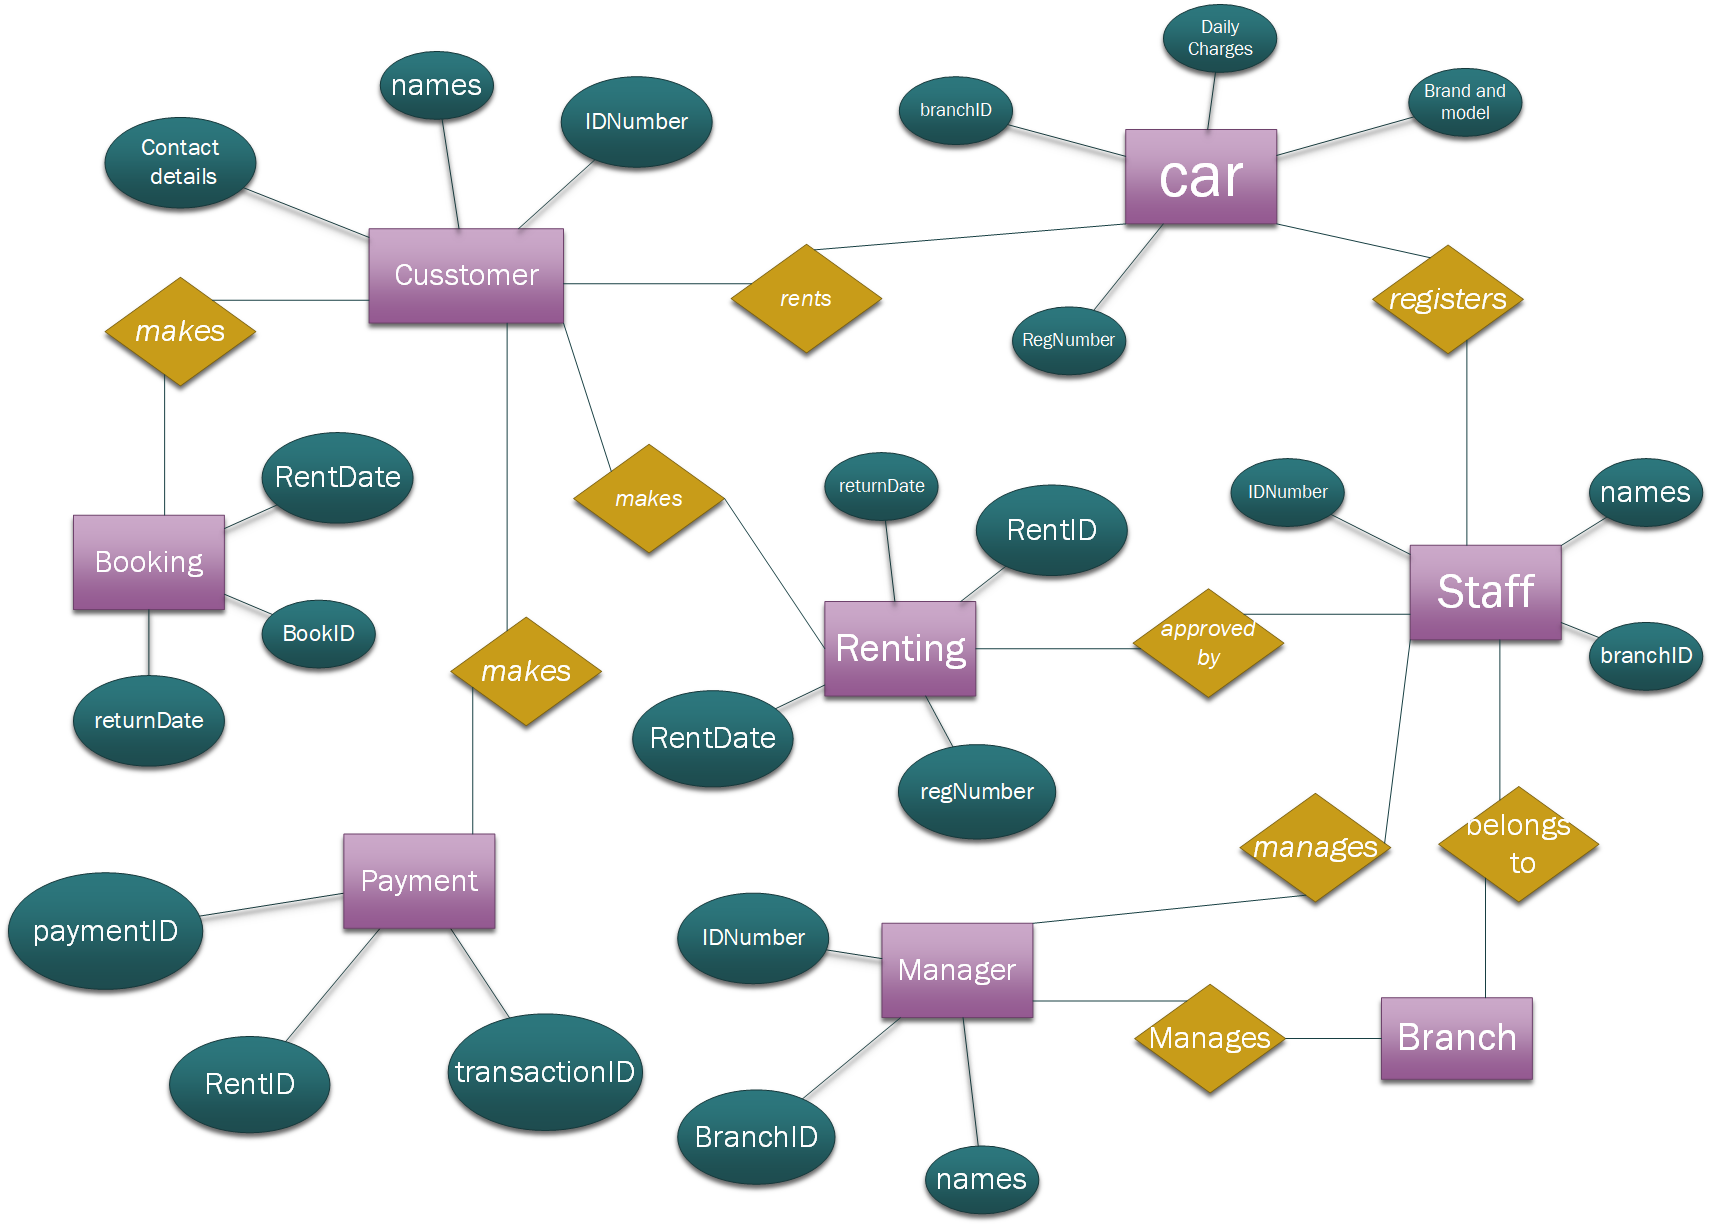 Daily
Charges
names
Brand and
model
branchID
IDNumber
Contact
details
car
Cusstomer
rents
registers
makes
RegNumber
RentDate
returnDate
IDNumber
names
makes
RentID
Booking
Staff
approved
by
BookID
Renting
branchID
makes
returnDate
RentDate
regNumber
belongs
to
manages
Payment
paymentID
IDNumber
Manager
Manages
Branch
transactionID
RentID
BranchID
names